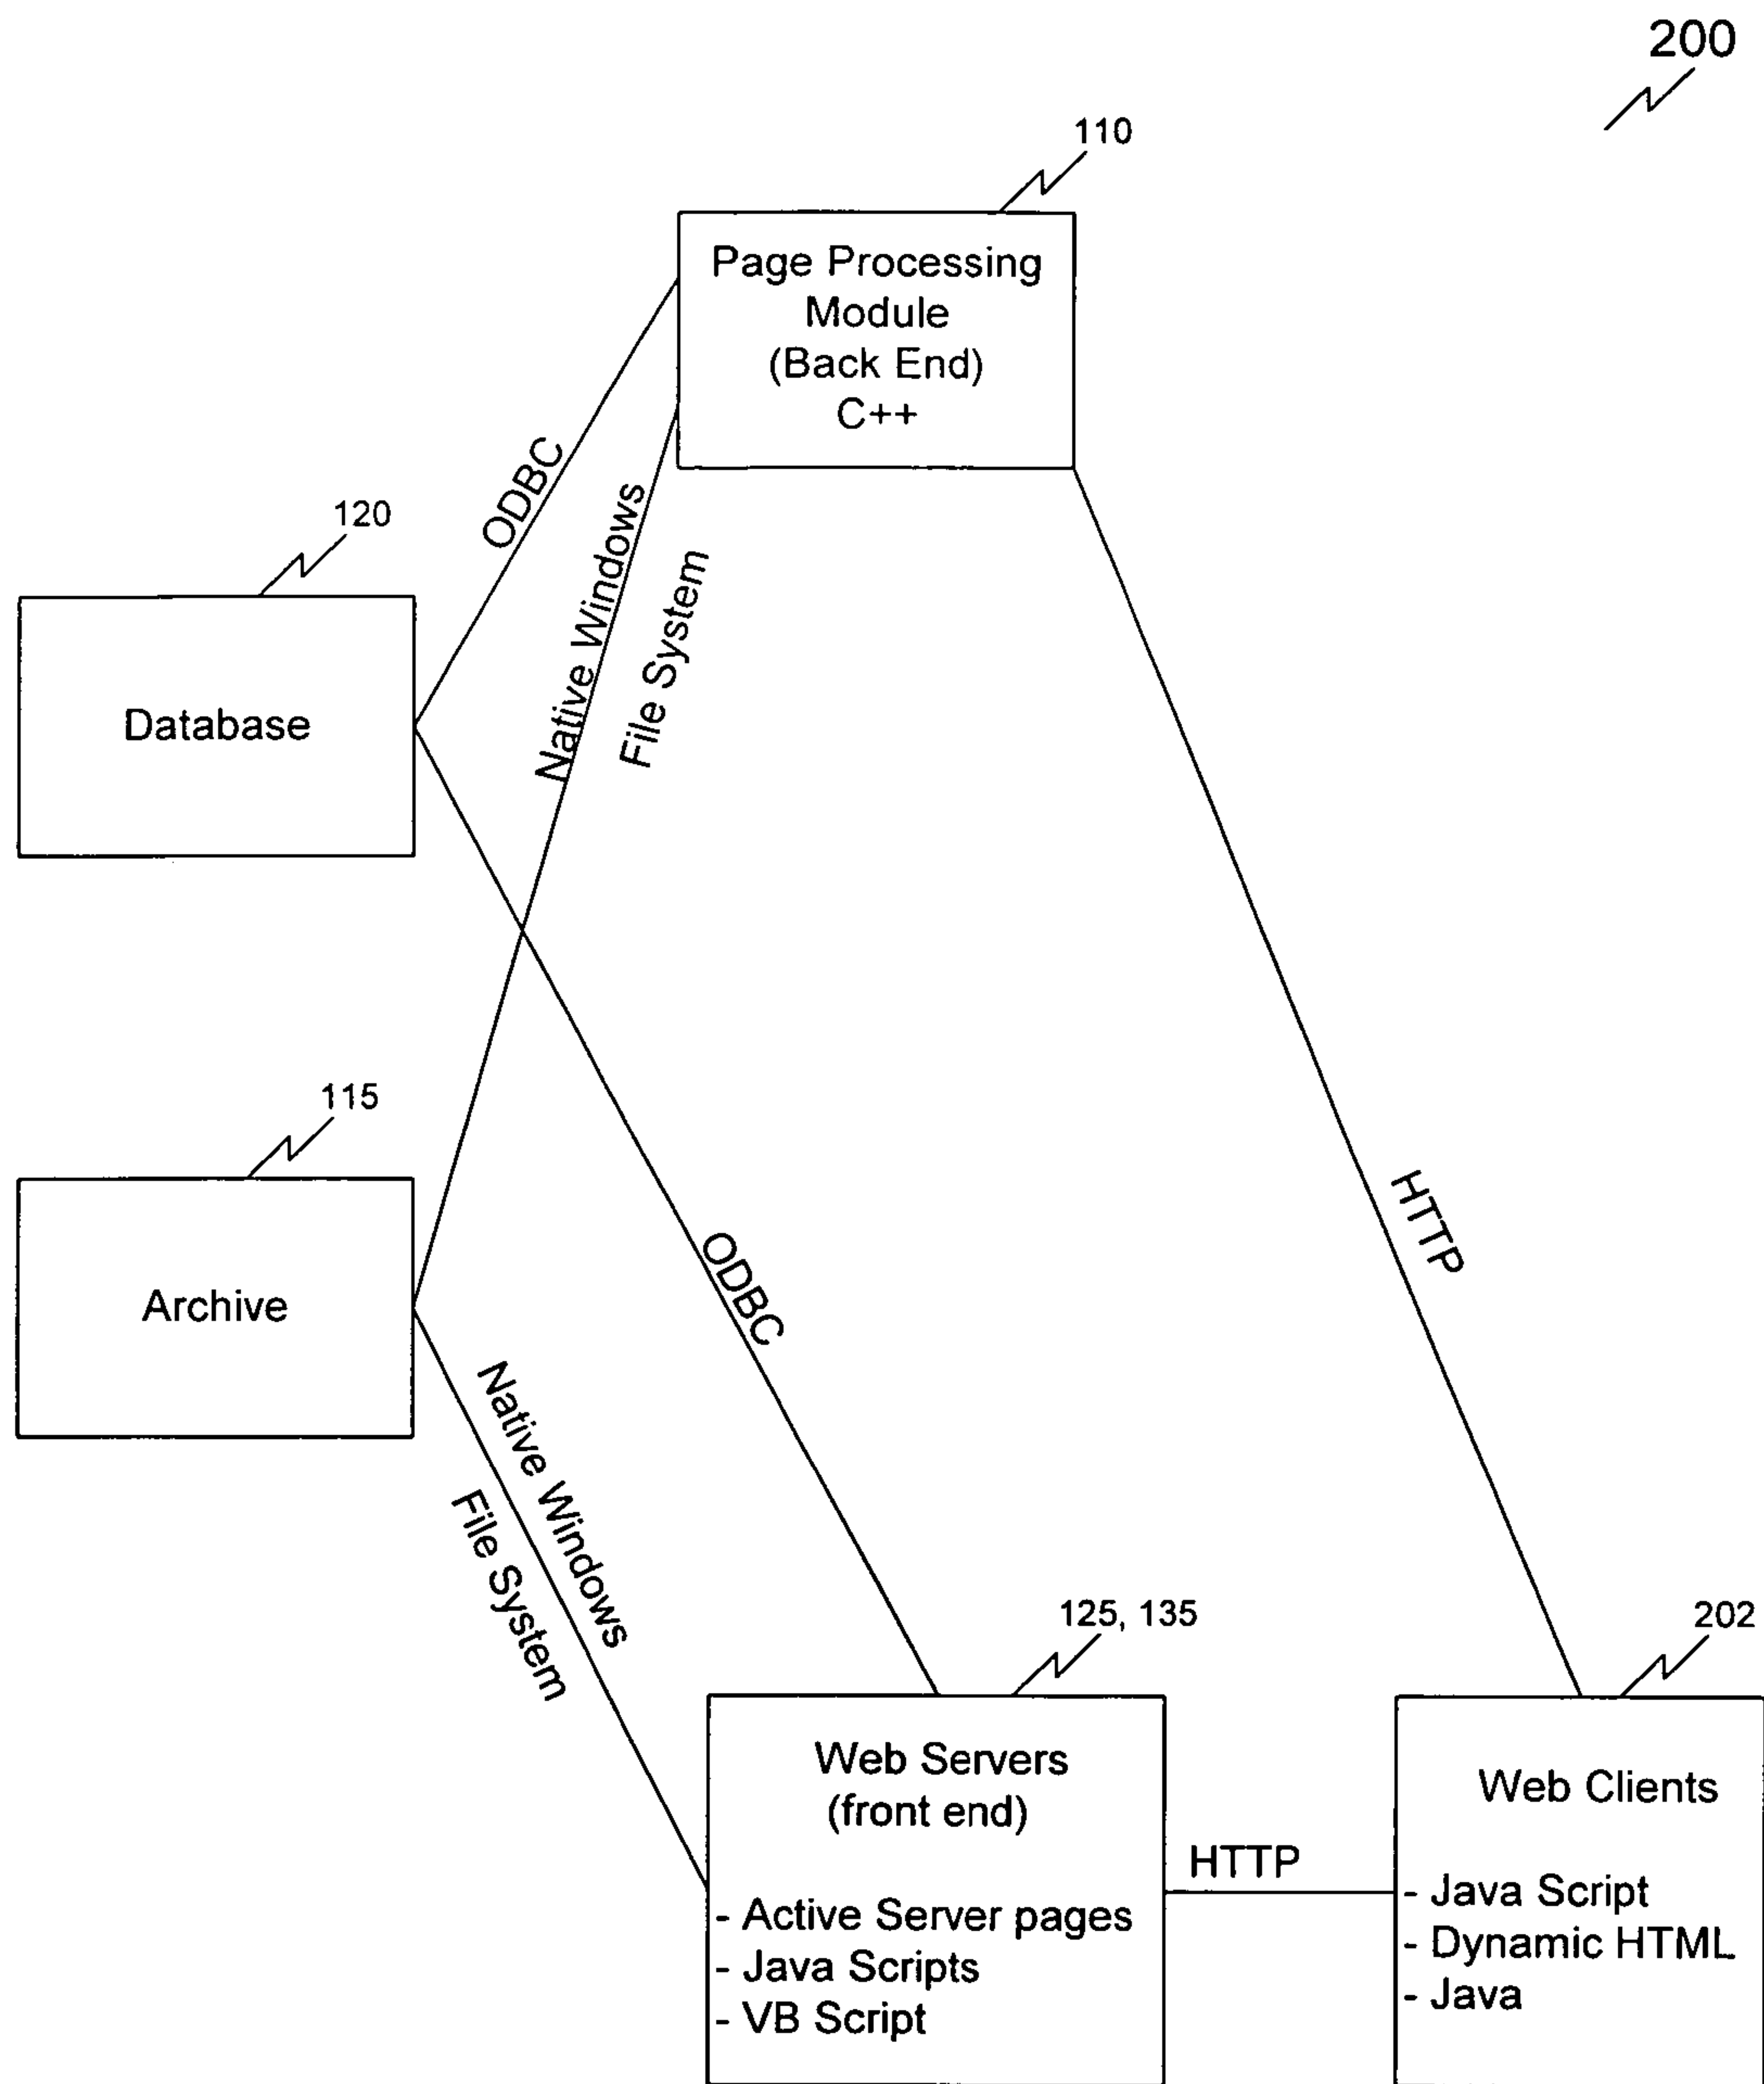 200
110
Page Processing
Module
(Back End)
C++
ODBC
Native Windows
File System
120
Database
115
Archive
ODBC
HTTP
Native Windows
File System
125, 135
Web Servers
(front end)
- Active Server pages
- Java Scripts
- VB Script
HTTP
202
Web Clients
- Java Script
- Dynamic HTML
- Java